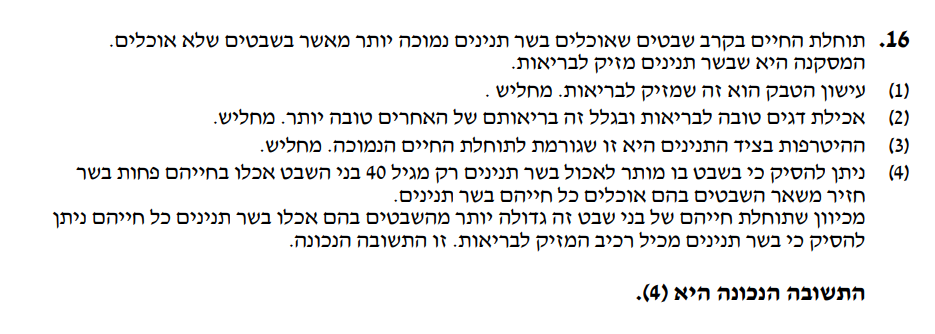 16. תוחלת החיים בקרב שבטים שאוכלים בשר תנינים נמוכה יותר מאשר בשבטים שלא אוכלים.
המסקנה היא שבשר תנינים מזיק לבריאות.
(1) עישון הטבק הוא זה שמזיק לבריאות. מחליש .
(2) אכילת דגים טובה לבריאות ובגלל זה בריאותם של האחרים טובה יותר. מחליש.
(3) ההיטרפות בציד התנינים היא זו שגורמת לתוחלת החיים הנמוכה. מחליש.
(4) ניתן להסיק כי בשבט בו מותר לאכול בשר תנינים רק מגיל 40 בני השבט אכלו בחייהם פחות בשר
חזיר משאר השבטים בהם אוכלים כל חייהם בשר תנינים.
מכיוון שתוחלת חייהם של בני שבט זה גדולה יותר מהשבטים בהם אכלו בשר תנינים כל חייהם ניתן
להסיק כי בשר תנינים מכיל רכיב המזיק לבריאות. זו התשובה הנכונה.
התשובה הנכונה היא (4).